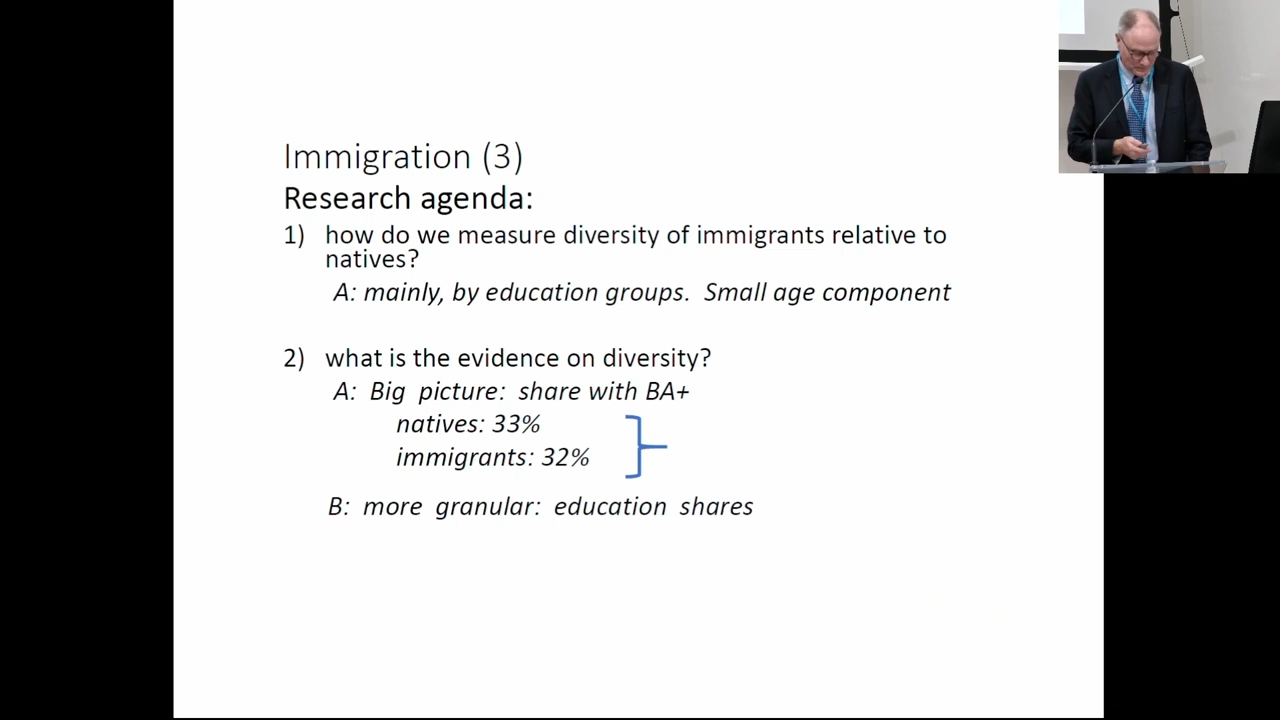 Immigration (3)
Research agenda:
1) how do we measure diversity of immigrants relative to
natives?
A: mainly, by education groups. Small age component
2) what is the evidence on diversity?
A: Big picture: share with BA+
natives: 33%
immigrants: 32%
B: more granular: education shares